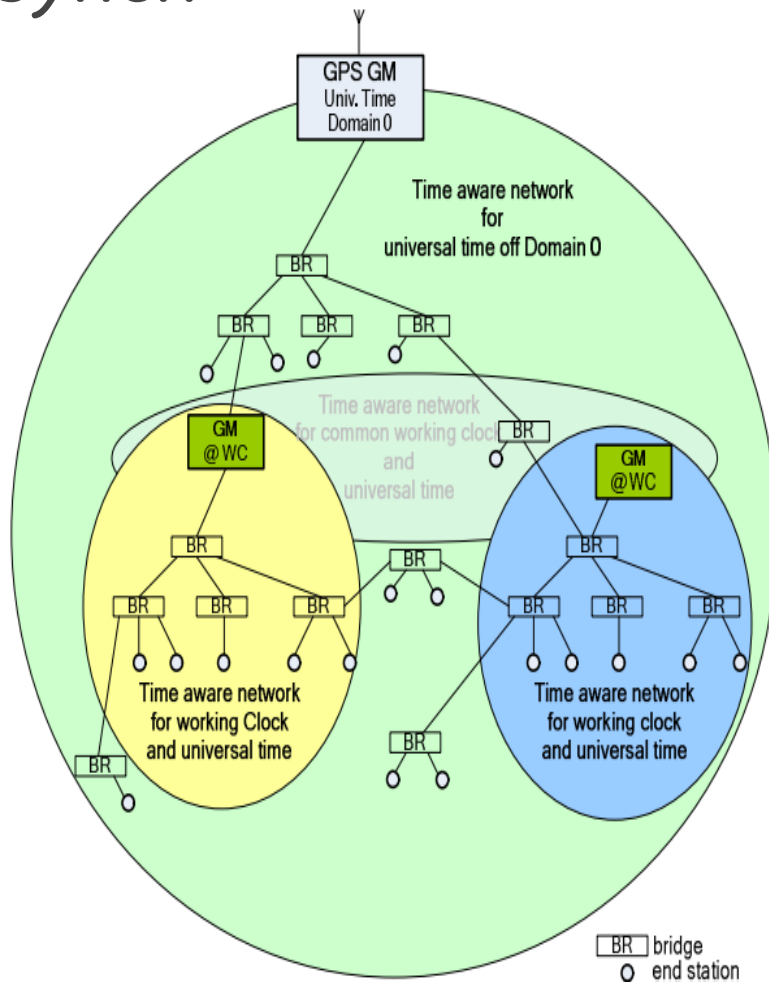 synch
GPS GM
Univ. Time
Domain 0
Time aware network
for
universal time off Domain 0
BR
BR
BR
BR
Time aware network
for common working clock
and
universal time
BR
GM
@ WC
GM
@ WC
BR
BR
BR
BR
BR
BR
BR
BR
BR
Time aware network
for working Clock
and universal time
Time aware network
for working clock
and universal time
BR
BR
BR bridge
end station